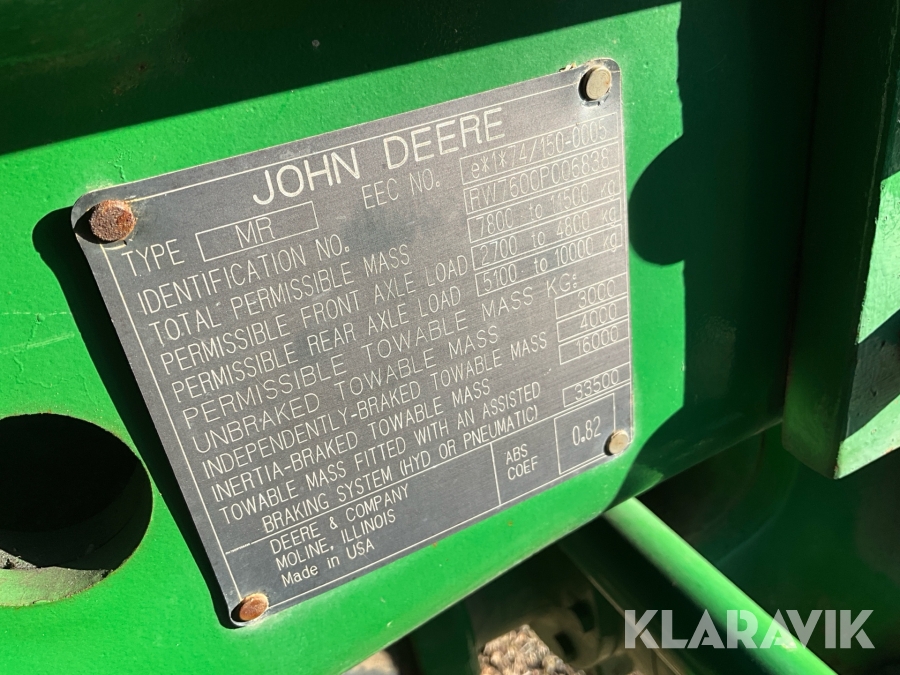 JOHN DEERE
TYPE MR EEC NO. e*1*74/150-0005
IDENTIFICATION NO. RW7600P006838
TOTAL PERMISSIBLE MASS 7800 to 11500 kg
PERMISSIBLE FRONT AXLE LOAD 2700 to 4800 kg
PERMISSIBLE REAR AXLE LOAD 5100 to 10000 kg
PERMISSIBLE TOWABLE MASS KG:
UNBRAKED TOWABLE MASS 3000
INDEPENDENTLY-BRAKED TOWABLE MASS 4000
INERTIA-BRAKED TOWABLE MASS 16000
TOWABLE MASS FITTED WITH AN ASSISTED
BRAKING SYSTEM (HYD OR PNEUMATIC) 33500
DEERE & COMPANY
MOLINE, ILLINOIS
Made in USA
ABS
COEF 0.82
KLARAVIK